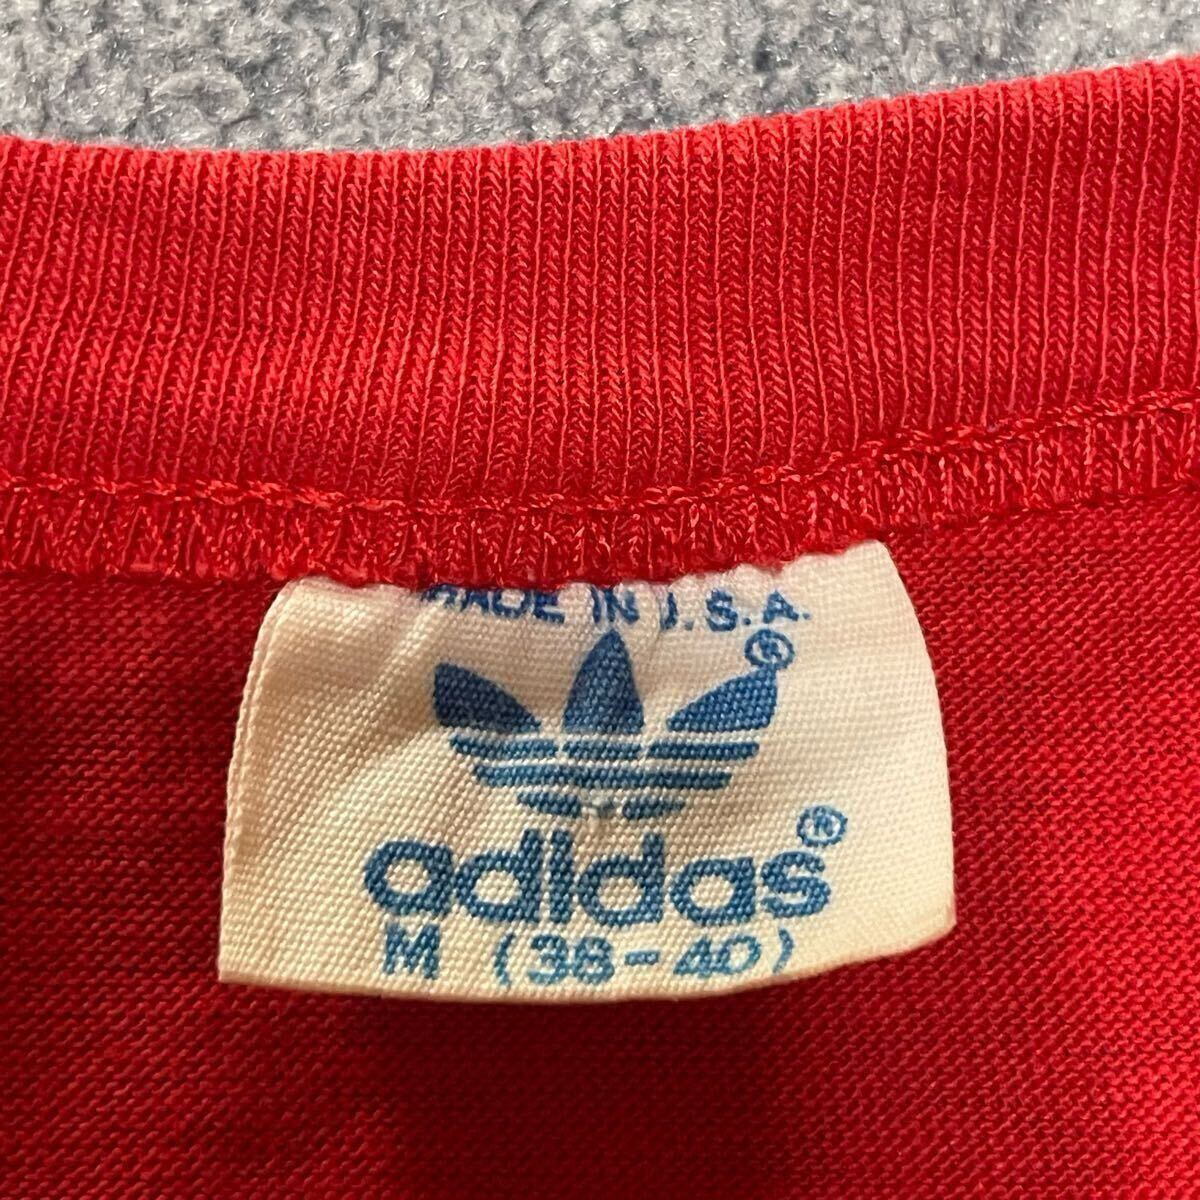 MADE IN U.S.A.
®
adidas®
M (38-40)